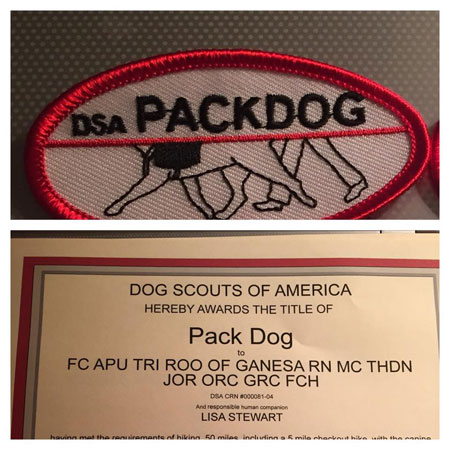 DSA PACKDOG
DOG SCOUTS OF AMERICA
HEREBY AWARDS THE TITLE OF
Pack Dog
to
FC APU TRI ROO OF GANESA RN MC THDN
JOR ORC GRC FCH
DSA CRN #000081-04
And responsible human companion
LISA STEWART
having met the requirements of hiking 50 miles, including a 5 mile checkout hike, with the canine